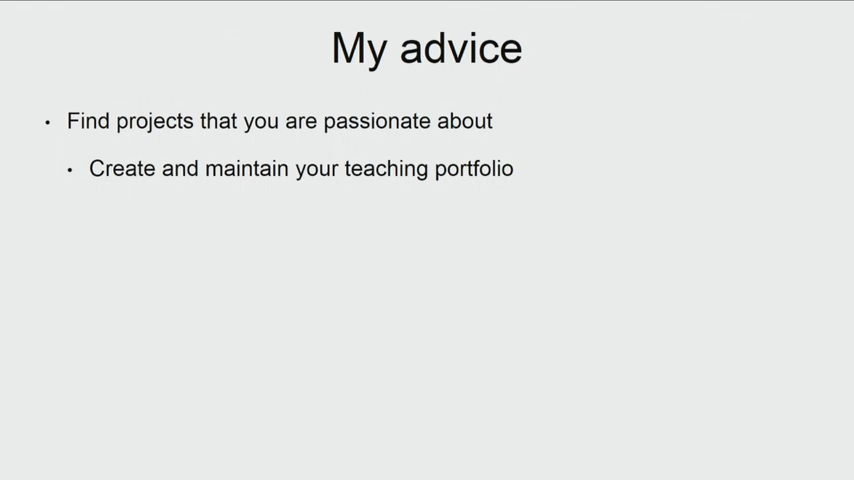 My advice
• Find projects that you are passionate about
• Create and maintain your teaching portfolio